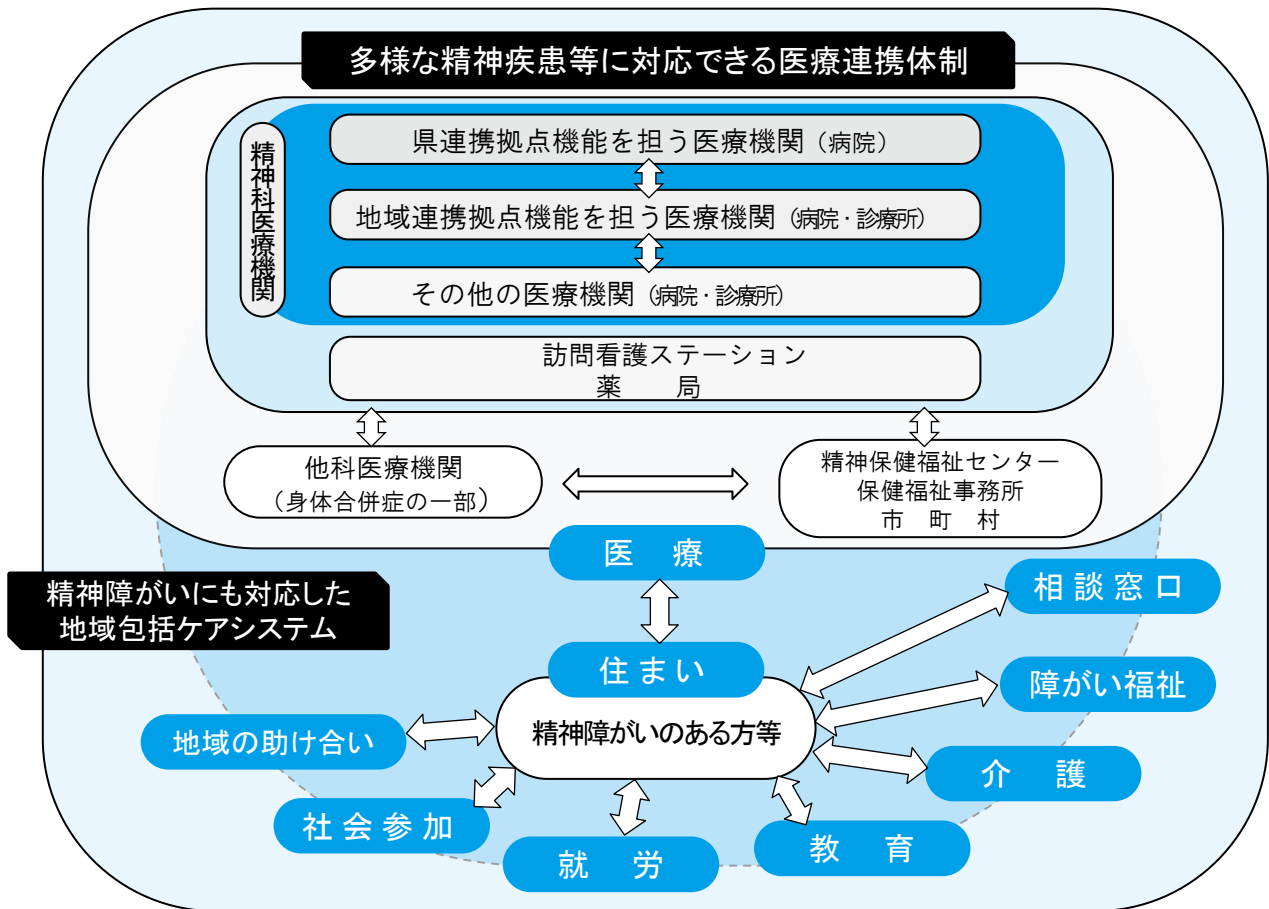 多様な精神疾患等に対応できる医療連携体制
精神科医療機関
県連携拠点機能を担う医療機関（病院）
地域連携拠点機能を担う医療機関（病院・診療所）
その他の医療機関（病院・診療所）
訪問看護ステーション
薬　局
他科医療機関
（身体合併症の一部）
精神保健福祉センター
保健福祉事務所
市 町 村
医　療
精神障がいにも対応した
地域包括ケアシステム
相談窓口
住まい
障がい福祉
精神障がいのある方等
地域の助け合い
介　護
社会参加
就　労
教　育